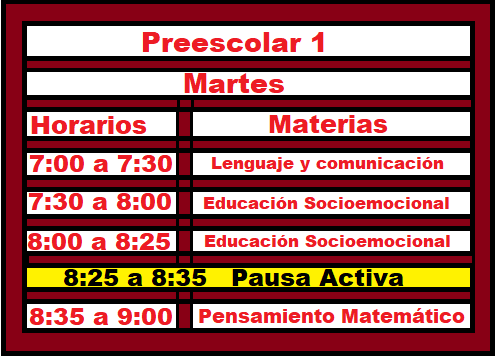 Preescolar 1
Martes
Horarios Materias
7:00 a 7:30 Lenguaje y comunicación
7:30 a 8:00 Educación Socioemocional
8:00 a 8:25 Educación Socioemocional
8:25 a 8:35 Pausa Activa
8:35 a 9:00 Pensamiento Matemático